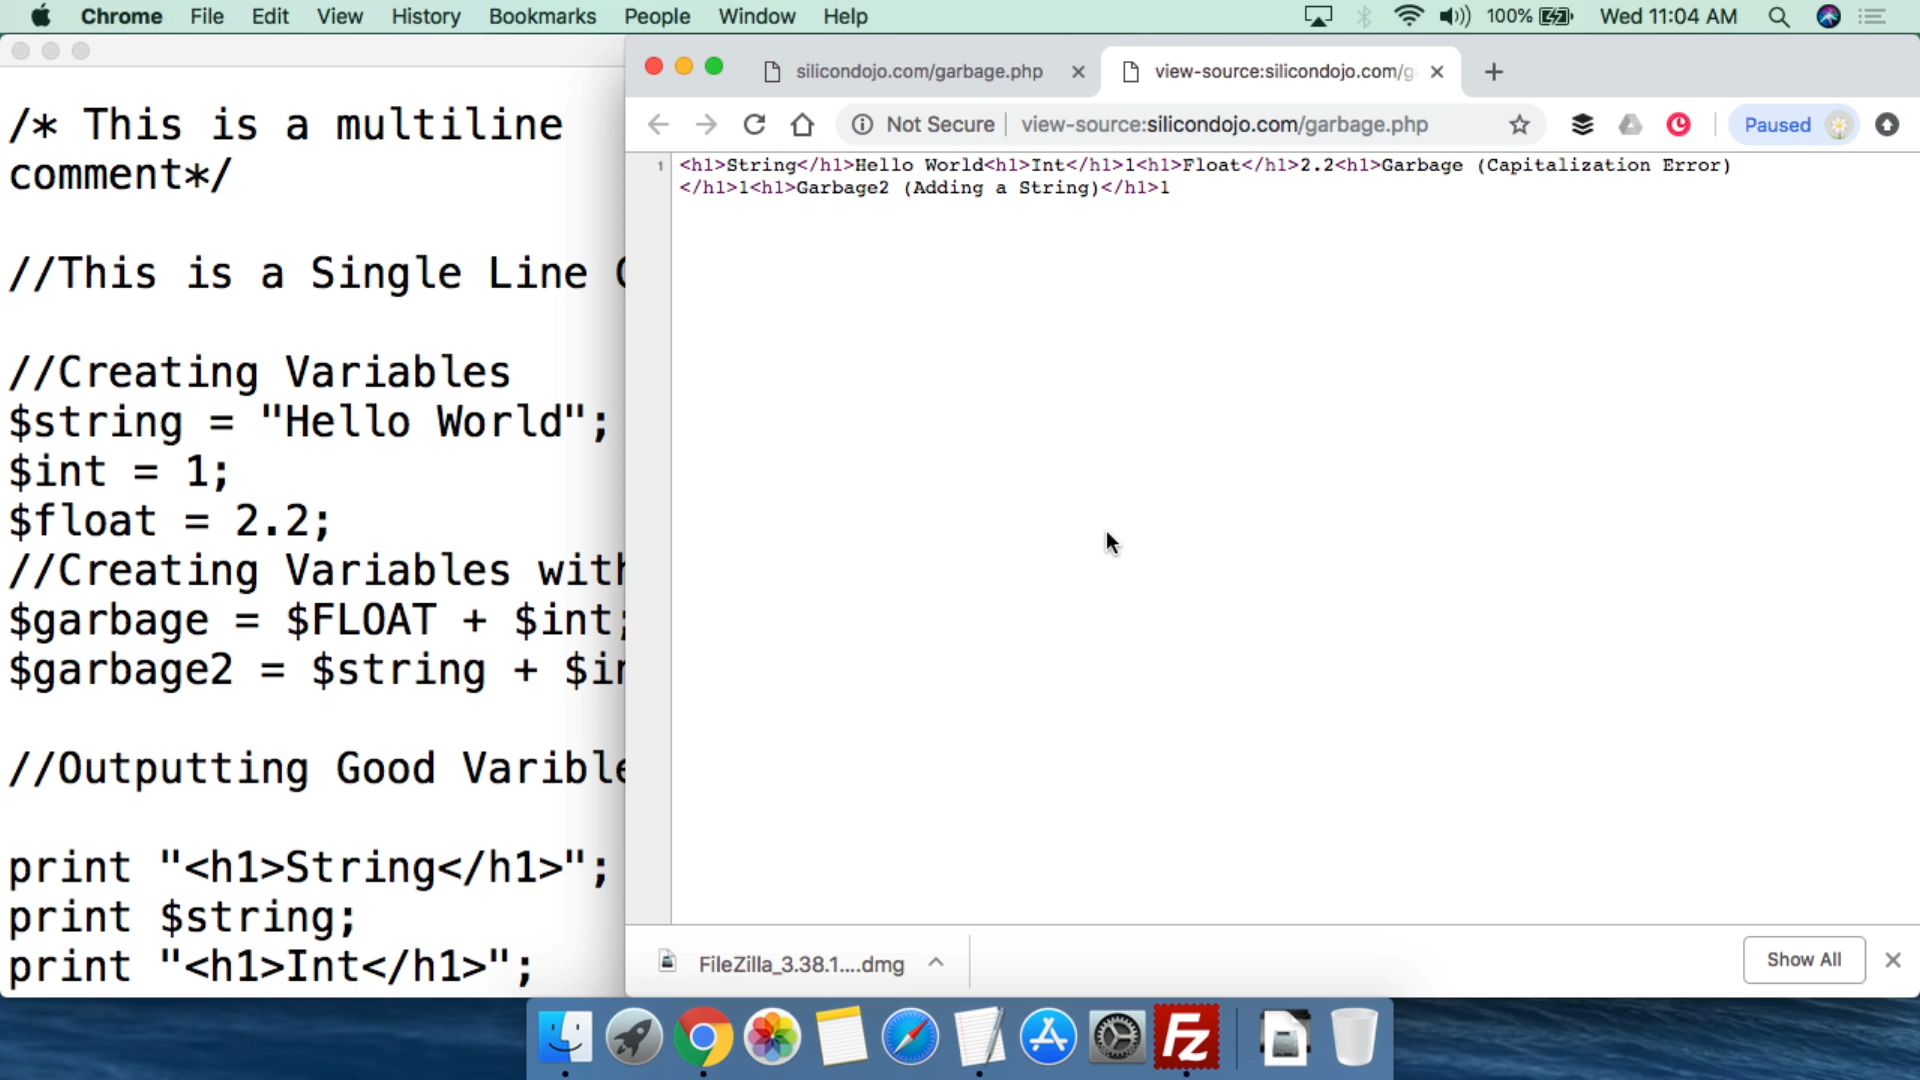 Chrome File Edit View History Bookmarks People Window Help
100%
Wed 11:04 AM
/* This is a multiline
comment*/
//This is a Single Line
//Creating Variables
$string = "Hello World";
$int = 1;
$float = 2.2;
//Creating Variables with
$garbage = $FLOAT + $int;
$garbage2 = $string + $in
//Outputting Good Varible
print "<h1>String</h1>";
print $string;
print "<h1>Int</h1>";
silicondojo.com/garbage.php
view-source:silicondojo.com/g
Not Secure
view-source:silicondojo.com/garbage.php
Paused
1
<h1>String</h1>Hello World<h1>Int</h1>1<h1>Float</h1>2.2<h1>Garbage (Capitalization Error)
</h1>1<h1>Garbage2 (Adding a String)</h1>1
FileZilla_3.38.1....dmg
Show All
Fz